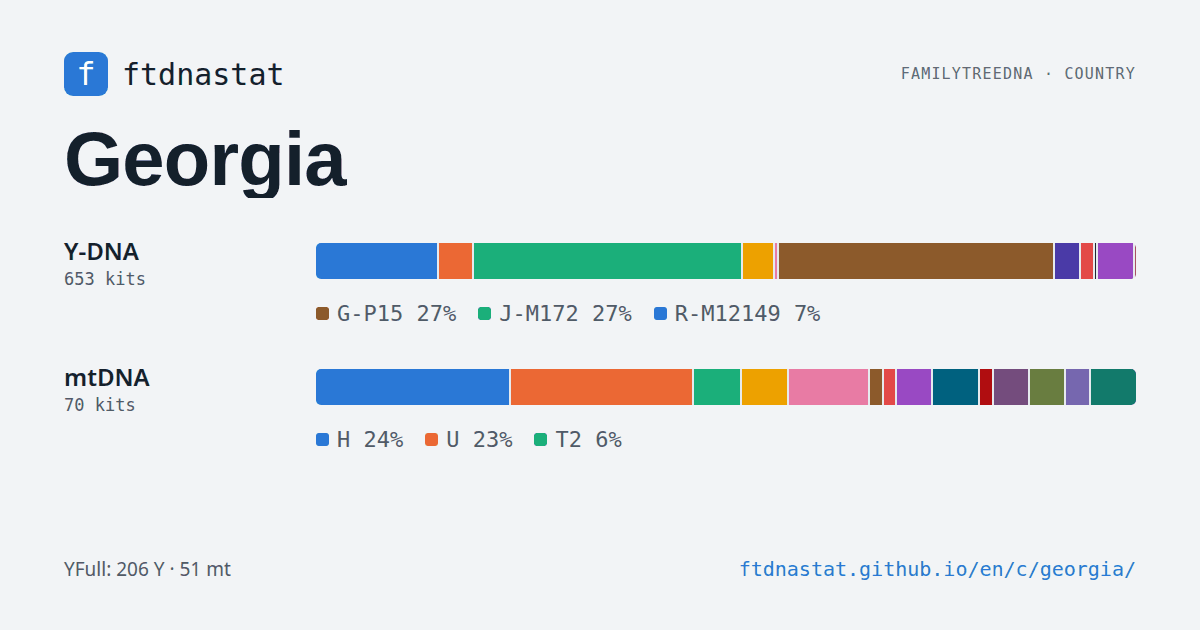 f ftdnastat
FAMILYTREEDNA · COUNTRY
Georgia
Y-DNA
653 kits
G-P15 27% J-M172 27% R-M12149 7%
mtDNA
70 kits
H 24% U 23% T2 6%
YFull: 206 Y · 51 mt
ftdnastat.github.io/en/c/georgia/